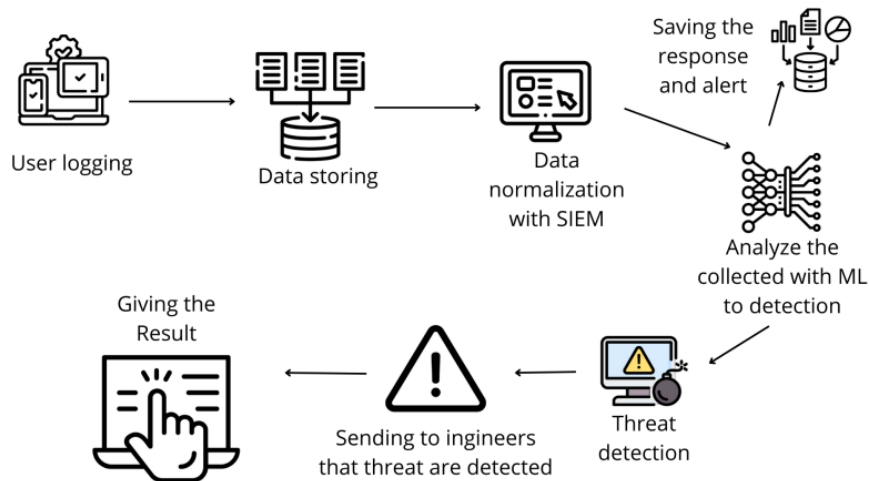 User logging
Data storing
Data
normalization
with SIEM
Saving the
response
and alert
Analyze the
collected with ML
to detection
Threat
detection
Sending to ingineers
that threat are detected
Giving the
Result